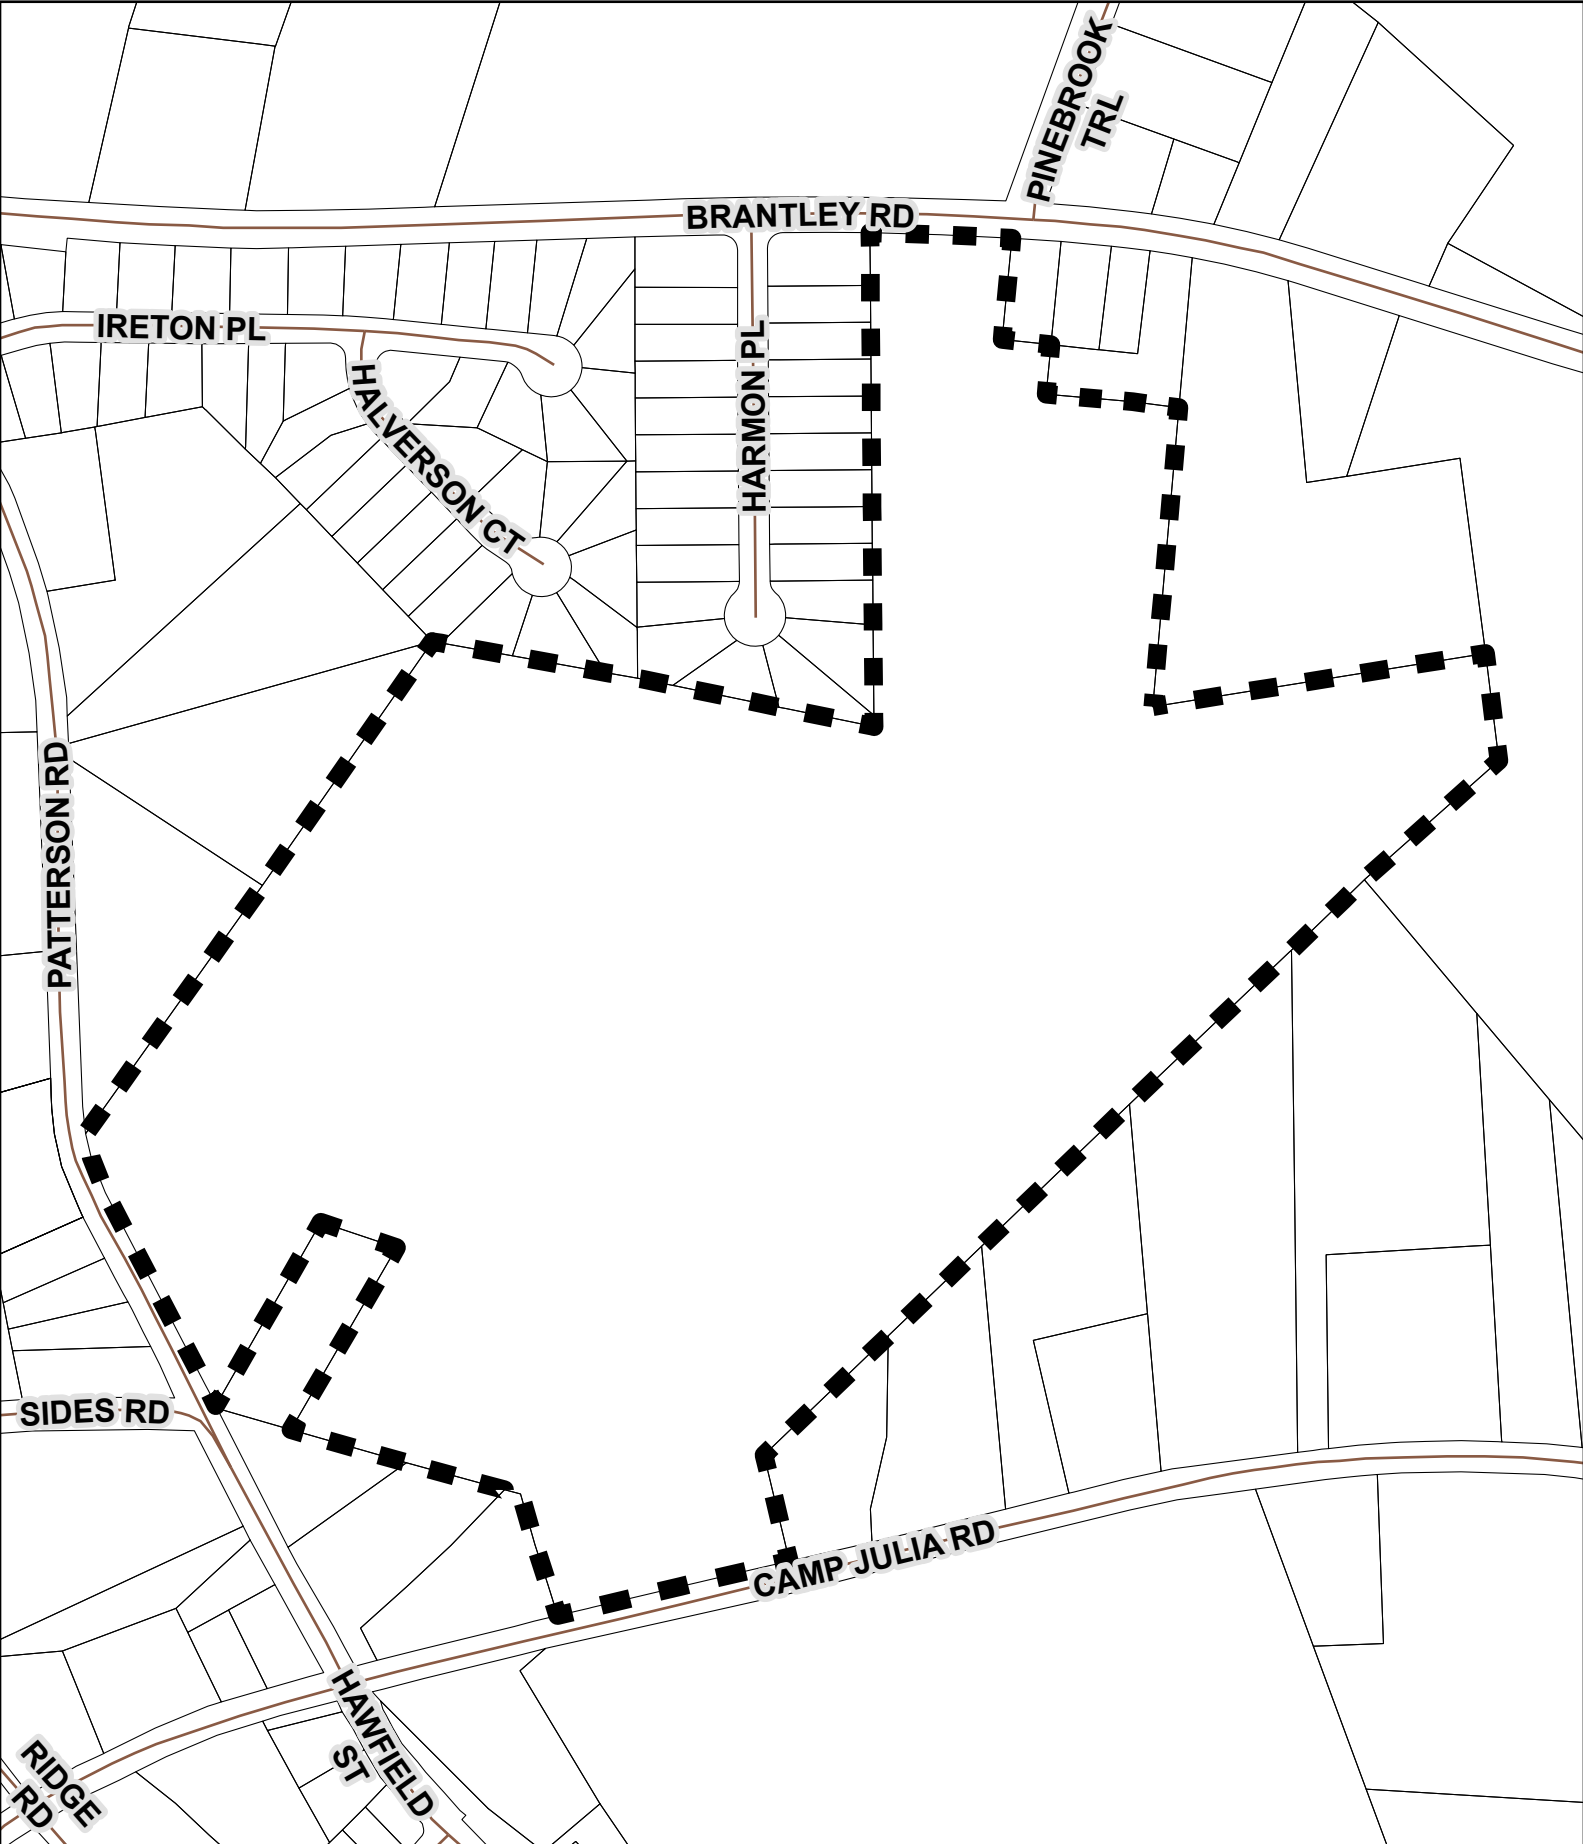 PINEBROOK
TRL
BRANTLEY RD
IRETON PL
HARMON PL
HALVERSON CT
PATTERSON RD
SIDES RD
CAMP JULIA RD
HAWFIELD
ST
RIDGE
RD